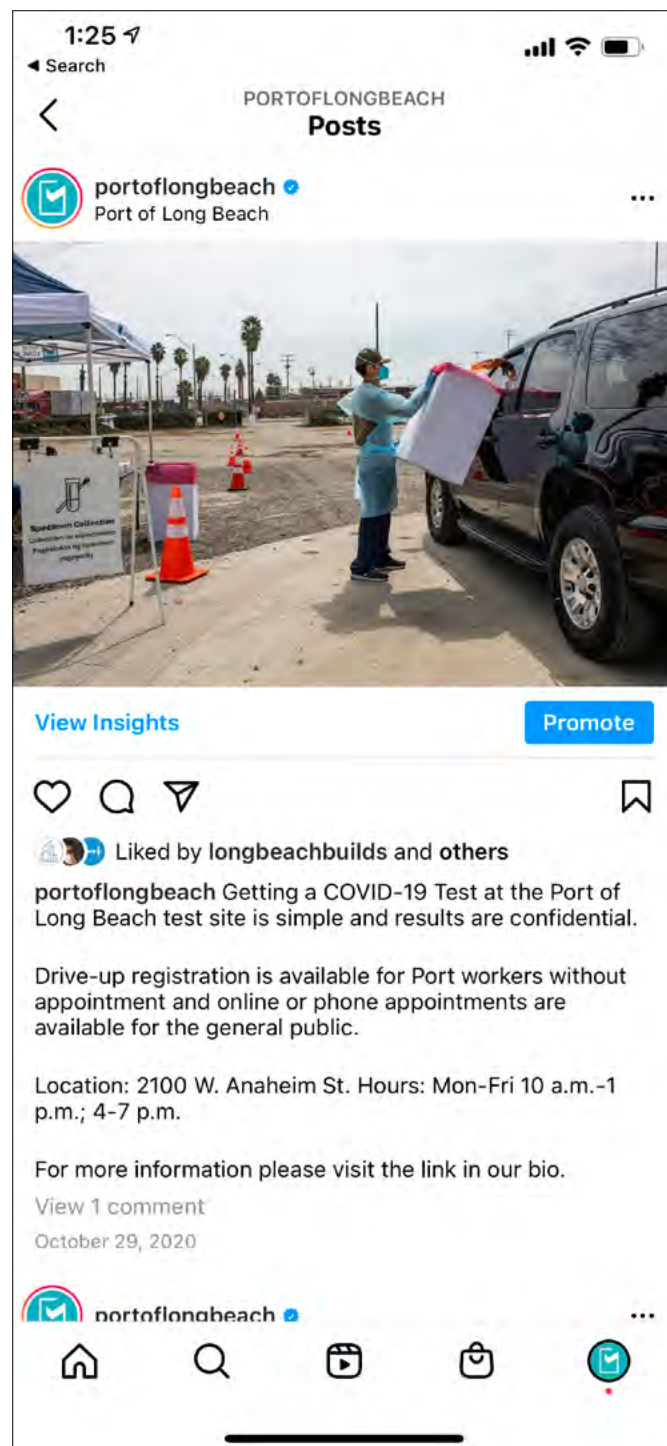 1:25
Search
PORTOFLONGBEACH
Posts
portoflongbeach
Port of Long Beach
Specimen Collection
View Insights
Promote
Liked by longbeachbuilds and others
portoflongbeach Getting a COVID-19 Test at the Port of
Long Beach test site is simple and results are confidential.
Drive-up registration is available for Port workers without
appointment and online or phone appointments are
available for the general public.
Location: 2100 W. Anaheim St. Hours: Mon-Fri 10 a.m.-1
p.m.; 4-7 p.m.
For more information please visit the link in our bio.
View 1 comment
October 29, 2020
portoflongbeach